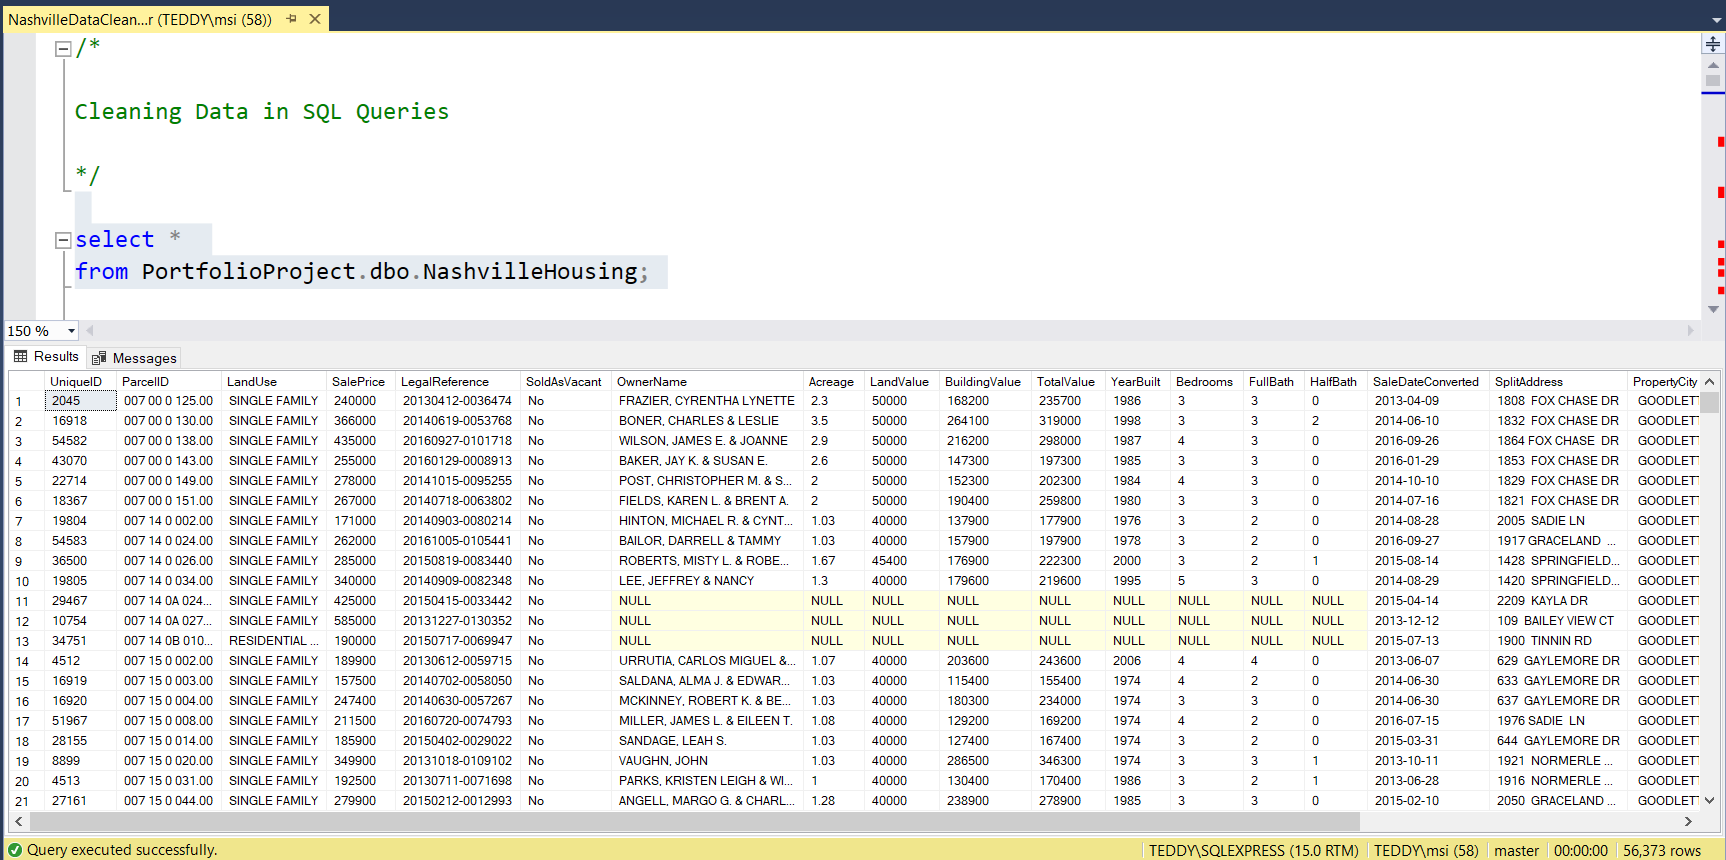 NashvilleDataClean...r (TEDDY\msi (58))
/*
Cleaning Data in SQL Queries
*/
select *
from PortfolioProject.dbo.NashvilleHousing;
150 %
Results Messages
UniqueID ParcelID LandUse SalePrice LegalReference SoldAsVacant OwnerName Acreage LandValue BuildingValue TotalValue YearBuilt Bedrooms FullBath HalfBath SaleDateConverted SplitAddress PropertyCity
1 2045 007 00 0 125.00 SINGLE FAMILY 240000 20130412-0036474 No FRAZIER, CYRENTHA LYNETTE 2.3 50000 168200 235700 1986 3 3 0 2013-04-09 1808 FOX CHASE DR GOODLETT
2 16918 007 00 0 130.00 SINGLE FAMILY 366000 20140619-0053768 No BONER, CHARLES & LESLIE 3.5 50000 264100 319000 1998 3 3 2 2014-06-10 1832 FOX CHASE DR GOODLETT
3 54582 007 00 0 138.00 SINGLE FAMILY 435000 20160927-0101718 No WILSON, JAMES E. & JOANNE 2.9 50000 216200 298000 1987 4 3 0 2016-09-26 1864 FOX CHASE DR GOODLETT
4 43070 007 00 0 143.00 SINGLE FAMILY 255000 20160129-0008913 No BAKER, JAY K. & SUSAN E. 2.6 50000 147300 197300 1985 3 3 0 2016-01-29 1853 FOX CHASE DR GOODLETT
5 22714 007 00 0 149.00 SINGLE FAMILY 278000 20141015-0095255 No POST, CHRISTOPHER M. & S... 2 50000 152300 202300 1984 4 3 0 2014-10-10 1829 FOX CHASE DR GOODLETT
6 18367 007 00 0 151.00 SINGLE FAMILY 267000 20140718-0063802 No FIELDS, KAREN L. & BRENT A. 2 50000 190400 259800 1980 3 3 0 2014-07-16 1821 FOX CHASE DR GOODLETT
7 19804 007 14 0 002.00 SINGLE FAMILY 171000 20140903-0080214 No HINTON, MICHAEL R. & CYNT... 1.03 40000 137900 177900 1976 3 2 0 2014-08-28 2005 SADIE LN GOODLETT
8 54583 007 14 0 024.00 SINGLE FAMILY 262000 20161005-0105441 No BAILOR, DARRELL & TAMMY 1.03 40000 157900 197900 1978 3 2 0 2016-09-27 1917 GRACELAND ... GOODLETT
9 36500 007 14 0 026.00 SINGLE FAMILY 285000 20150819-0083440 No ROBERTS, MISTY L. & ROBE... 1.67 45400 176900 222300 2000 3 2 1 2015-08-14 1428 SPRINGFIELD... GOODLETT
10 19805 007 14 0 034.00 SINGLE FAMILY 340000 20140909-0082348 No LEE, JEFFREY & NANCY 1.3 40000 179600 219600 1995 5 3 0 2014-08-29 1420 SPRINGFIELD... GOODLETT
11 29467 007 14 0A 024... SINGLE FAMILY 425000 20150415-0033442 No NULL NULL NULL NULL NULL NULL NULL NULL NULL 2015-04-14 2209 KAYLA DR GOODLETT
12 10754 007 14 0A 027... SINGLE FAMILY 585000 20131227-0130352 No NULL NULL NULL NULL NULL NULL NULL NULL NULL 2013-12-12 109 BAILEY VIEW CT GOODLETT
13 34751 007 14 0B 010... RESIDENTIAL ... 190000 20150717-0069947 No NULL NULL NULL NULL NULL NULL NULL NULL NULL 2015-07-13 1900 TINNIN RD GOODLETT
14 4512 007 15 0 002.00 SINGLE FAMILY 189900 20130612-0059715 No URRUTIA, CARLOS MIGUEL &... 1.07 40000 203600 243600 2006 4 4 0 2013-06-07 629 GAYLEMORE DR GOODLETT
15 16919 007 15 0 003.00 SINGLE FAMILY 157500 20140702-0058050 No SALDANA, ALMA J. & EDWAR... 1.03 40000 115400 155400 1974 4 2 0 2014-06-30 633 GAYLEMORE DR GOODLETT
16 16920 007 15 0 004.00 SINGLE FAMILY 247400 20140630-0057267 No MCKINNEY, ROBERT K. & BE... 1.03 40000 180300 234000 1974 3 3 0 2014-06-30 637 GAYLEMORE DR GOODLETT
17 51967 007 15 0 008.00 SINGLE FAMILY 211500 20160720-0074793 No MILLER, JAMES L. & EILEEN T. 1.08 40000 129200 169200 1974 4 2 0 2016-07-15 1976 SADIE LN GOODLETT
18 28155 007 15 0 014.00 SINGLE FAMILY 185900 20150402-0029022 No SANDAGE, LEAH S. 1.03 40000 127400 167400 1974 3 2 0 2015-03-31 644 GAYLEMORE DR GOODLETT
19 8899 007 15 0 020.00 SINGLE FAMILY 349900 20131018-0109102 No VAUGHN, JOHN 1.03 40000 286500 346300 1974 3 3 1 2013-10-11 1921 NORMERLE ... GOODLETT
20 4513 007 15 0 031.00 SINGLE FAMILY 192500 20130711-0071698 No PARKS, KRISTEN LEIGH & WI... 1 40000 130400 170400 1986 3 2 1 2013-06-28 1916 NORMERLE ... GOODLETT
21 27161 007 15 0 044.00 SINGLE FAMILY 279900 20150212-0012993 No ANGELL, MARGO G. & CHARL... 1.28 40000 238900 278900 1985 3 3 0 2015-02-10 2050 GRACELAND ... GOODLETT
Query executed successfully. TEDDY\SQLEXPRESS (15.0 RTM) TEDDY\msi (58) master 00:00:00 56,373 rows